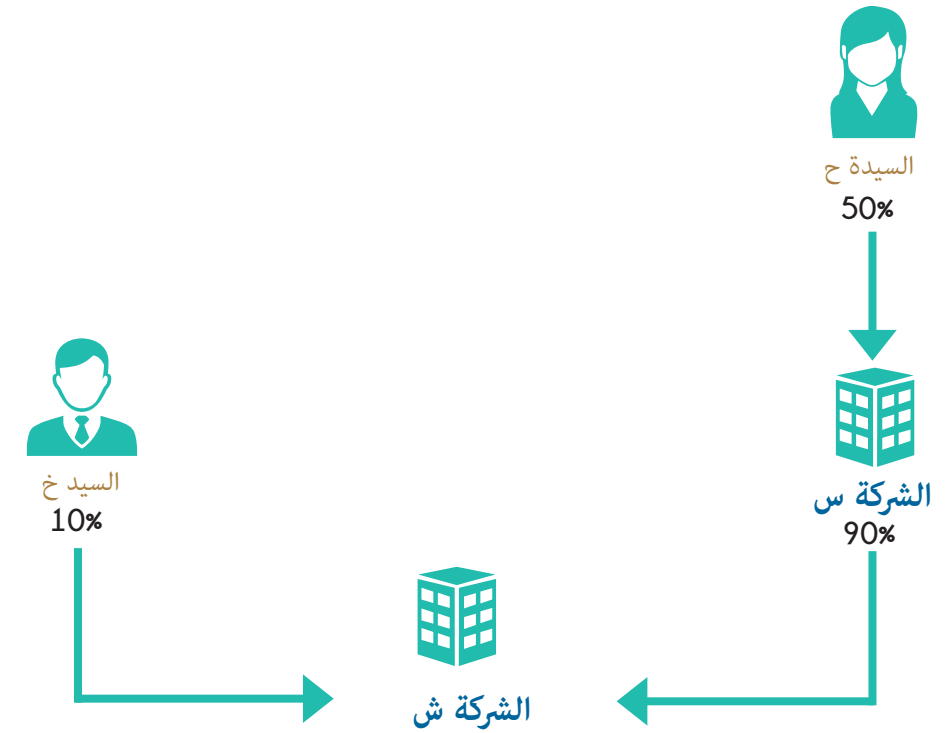 السيدة ح
50%
الشركة س
90%
السيد خ
10%
الشركة ش